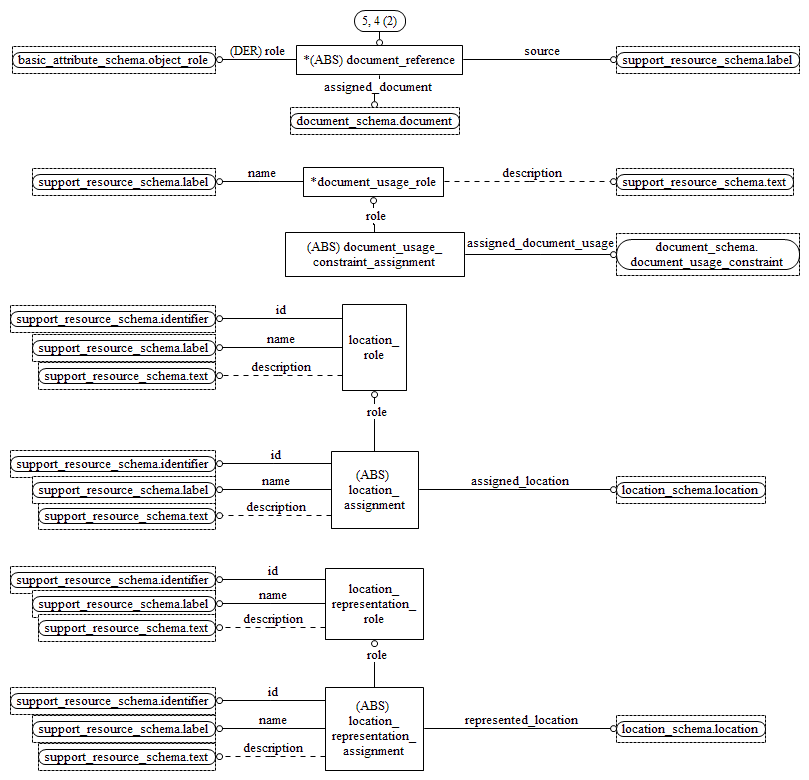 5, 4 (2)
basic_attribute_schema.object_role
(DER) role
*(ABS) document_reference
source
support_resource_schema.label
assigned_document
document_schema.document
support_resource_schema.label
name
*document_usage_role
description
support_resource_schema.text
role
(ABS) document_usage_
constraint_assignment
assigned_document_usage
document_schema.
document_usage_constraint
support_resource_schema.identifier
id
support_resource_schema.label
name
location_
role
support_resource_schema.text
description
role
support_resource_schema.identifier
id
support_resource_schema.label
name
(ABS)
location_
assignment
assigned_location
location_schema.location
support_resource_schema.text
description
support_resource_schema.identifier
id
support_resource_schema.label
name
location_
representation_
role
support_resource_schema.text
description
role
support_resource_schema.identifier
id
support_resource_schema.label
name
(ABS)
location_
representation_
assignment
represented_location
location_schema.location
support_resource_schema.text
description